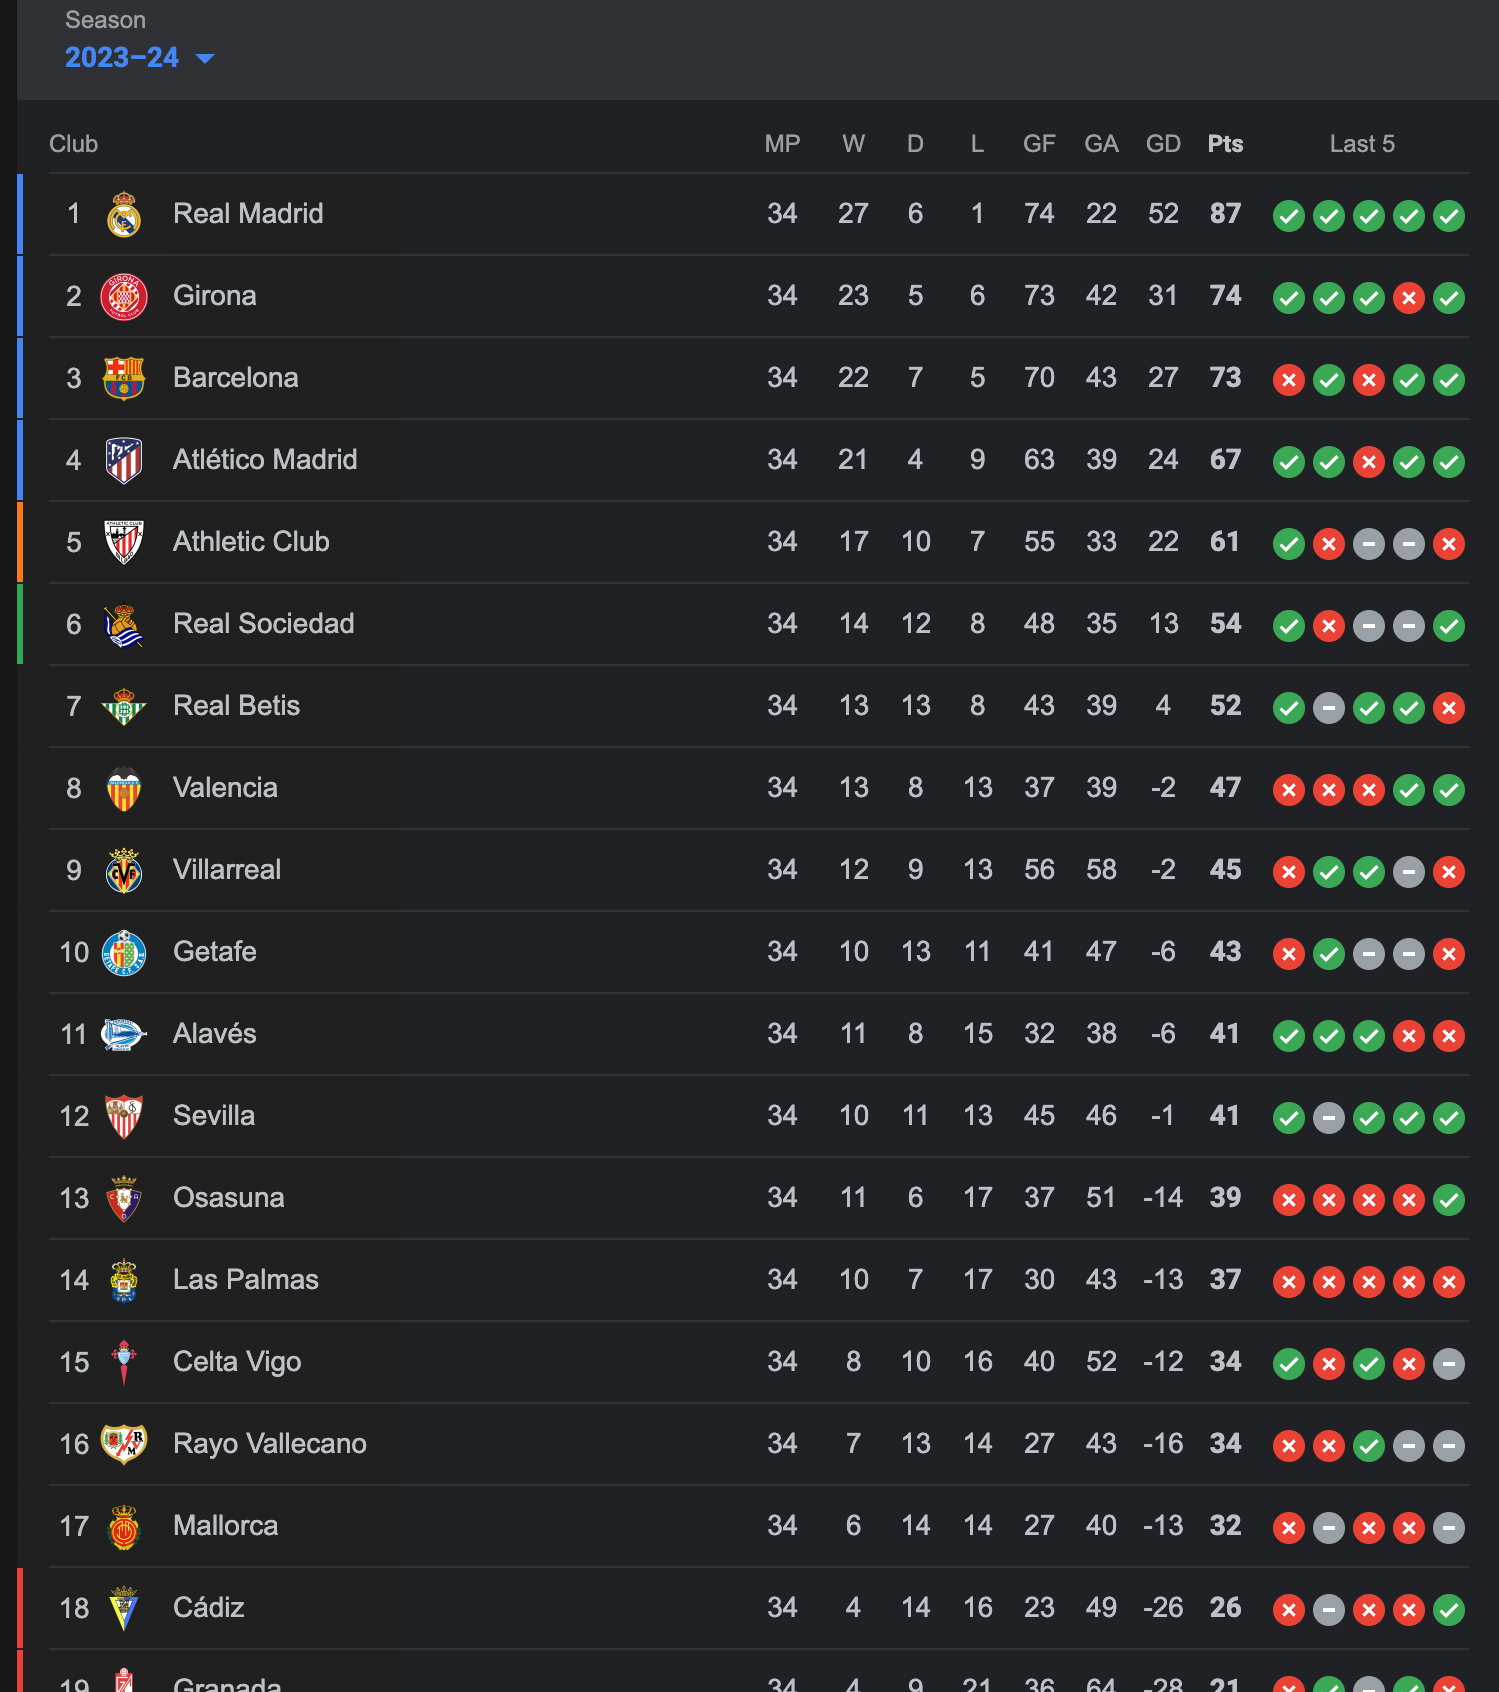 Season
2023–24
Club MP W D L GF GA GD Pts Last 5
1 Real Madrid 34 27 6 1 74 22 52 87
2 Girona 34 23 5 6 73 42 31 74
3 Barcelona 34 22 7 5 70 43 27 73
4 Atlético Madrid 34 21 4 9 63 39 24 67
5 Athletic Club 34 17 10 7 55 33 22 61
6 Real Sociedad 34 14 12 8 48 35 13 54
7 Real Betis 34 13 13 8 43 39 4 52
8 Valencia 34 13 8 13 37 39 -2 47
9 Villarreal 34 12 9 13 56 58 -2 45
10 Getafe 34 10 13 11 41 47 -6 43
11 Alavés 34 11 8 15 32 38 -6 41
12 Sevilla 34 10 11 13 45 46 -1 41
13 Osasuna 34 11 6 17 37 51 -14 39
14 Las Palmas 34 10 7 17 30 43 -13 37
15 Celta Vigo 34 8 10 16 40 52 -12 34
16 Rayo Vallecano 34 7 13 14 27 43 -16 34
17 Mallorca 34 6 14 14 27 40 -13 32
18 Cádiz 34 4 14 16 23 49 -26 26
19 Granada 34 4 9 21 36 64 -28 21